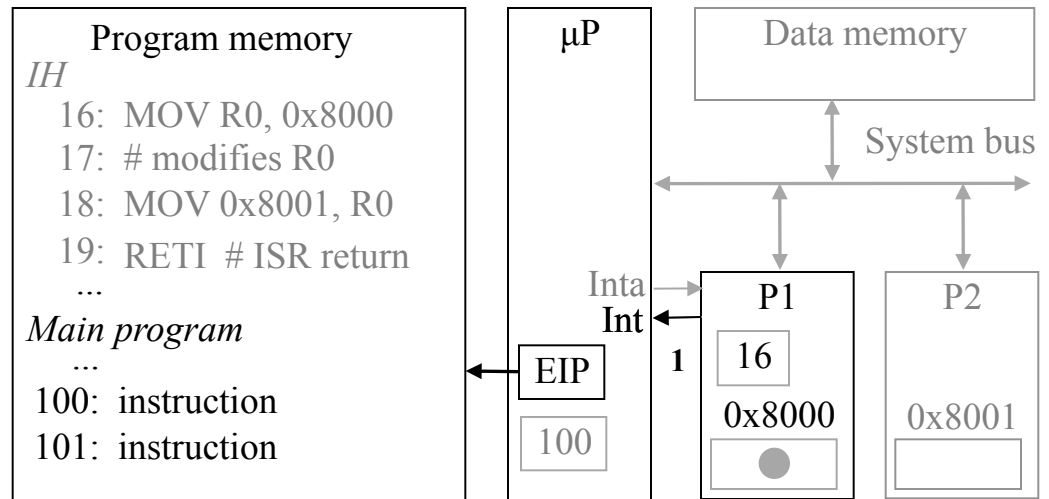 Program memory
IH
16: MOV R0, 0x8000
17: # modifies R0
18: MOV 0x8001, R0
19: RETI # ISR return
...
Main program
...
100: instruction
101: instruction
μP
Inta
Int
EIP
100
Data memory
System bus
1
P1
16
0x8000
P2
0x8001